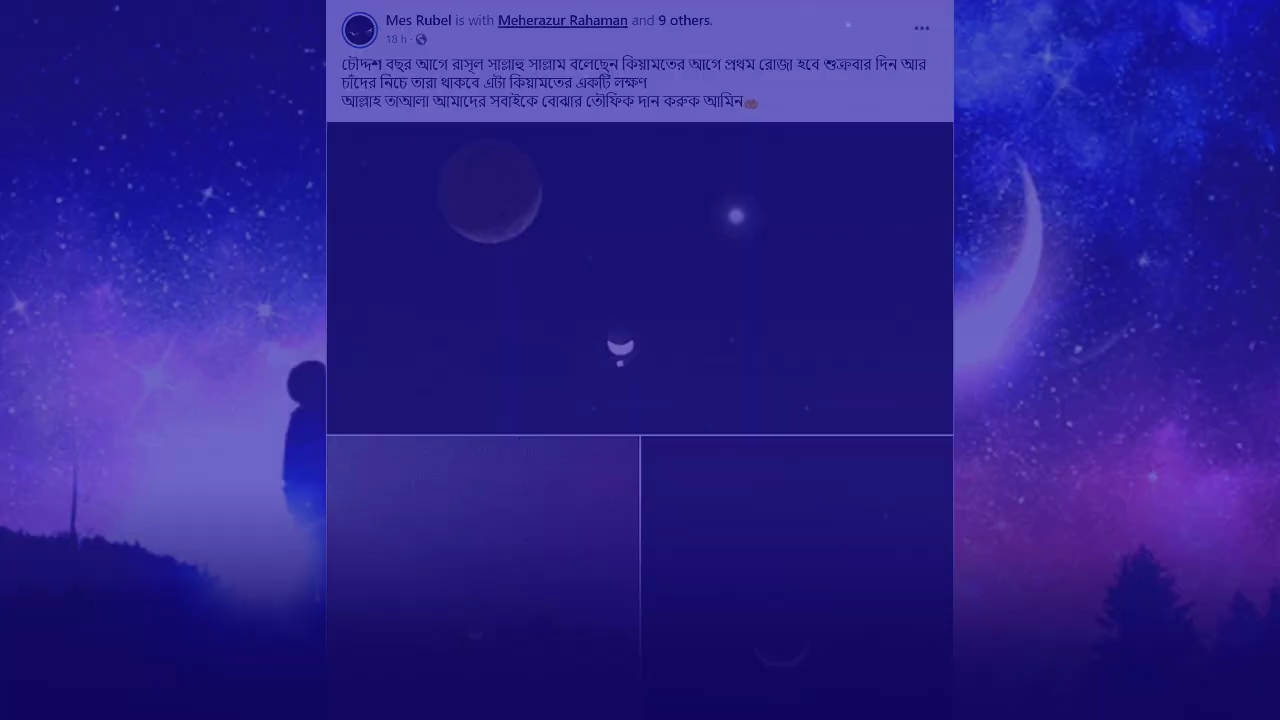 Mes Rubel is with Meherazur Rahaman and 9 others.
18 h ·
চৌদ্দশ বছর আগে রাসূল সাল্লাহু সাল্লাম বলেছেন কিয়ামতের আগে প্রথম রোজা হবে শুক্রবার দিন আর
চাঁদের নিচে তারা থাকবে এটা কিয়ামতের একটি লক্ষণ
আল্লাহ তাআলা আমাদের সবাইকে বোঝার তৌফিক দান করুক আমিন